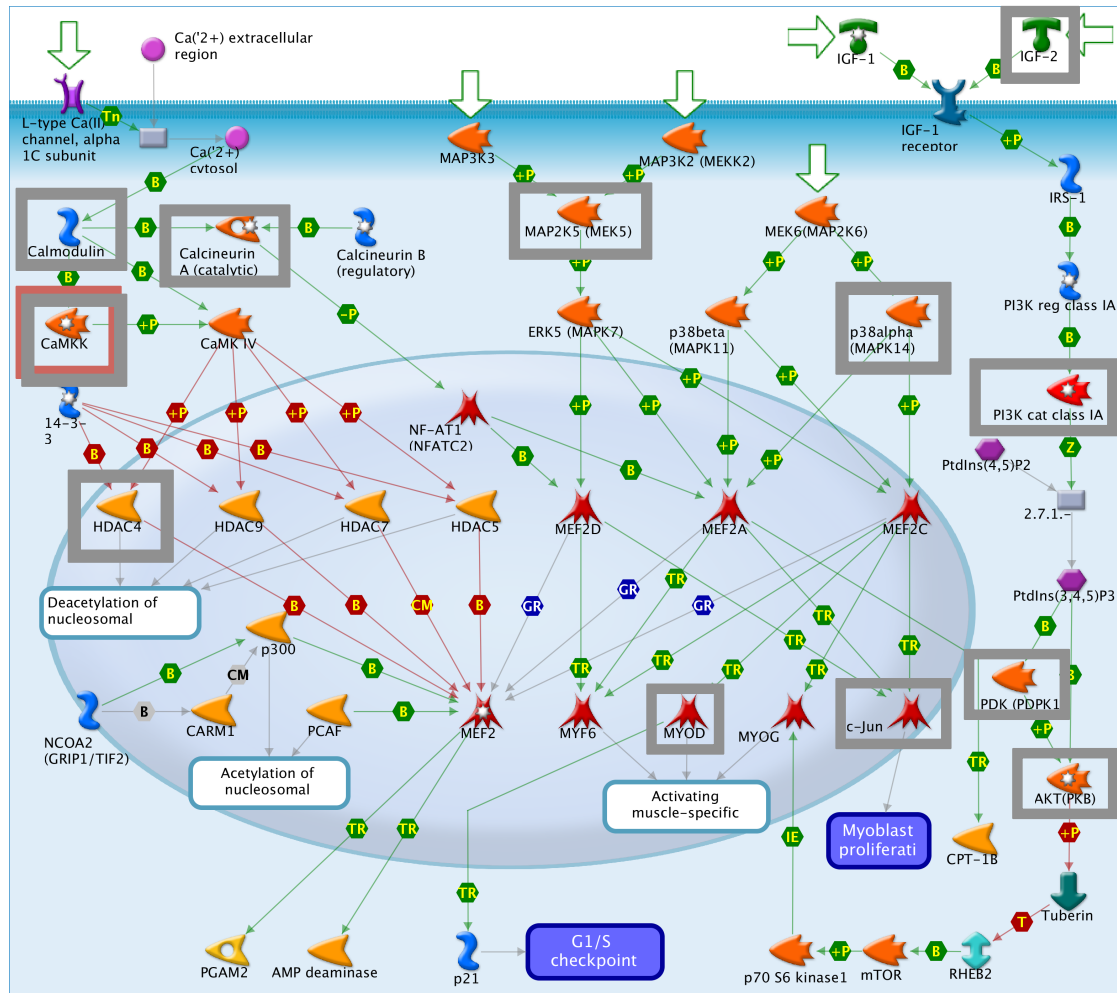 Ca('2+) extracellular
region
IGF-1
IGF-2
B
B
L-type Ca(II)
channel, alpha
1C subunit
Tn
Ca('2+)
cytosol
MAP3K3
MAP3K2 (MEKK2)
IGF-1
receptor
+P
B
+P
+P
IRS-1
Calmodulin
B
Calcineurin
A (catalytic)
B
Calcineurin B
(regulatory)
MAP2K5 (MEK5)
MEK6(MAP2K6)
B
B
B
+P
+P
+P
PI3K reg class IA
CaMKK
+P
CaMK IV
-P
ERK5 (MAPK7)
p38beta
(MAPK11)
p38alpha
(MAPK14)
B
14-3-
3
+P
+P
+P
+P
NF-AT1
(NFATC2)
+P
+P
+P
+P
PI3K cat class IA
B
B
B
B
B
B
+P
+P
Z
PtdIns(4,5)P2
HDAC4
HDAC9
HDAC7
HDAC5
MEF2D
MEF2A
MEF2C
2.7.1.-
Deacetylation of
nucleosomal
B
B
CM
B
GR
TR
GR
GR
TR
PtdIns(3,4,5)P3
p300
TR
TR
TR
TR
TR
B
B
B
CM
B
NCOA2
(GRIP1/TIF2)
B
CARM1
PCAF
B
MEF2
MYF6
MYOD
MYOG
c-Jun
PDK (PDPK1
+P
Acetylation of
nucleosomal
Activating
muscle-specific
AKT(PKB)
TR
TR
TR
IE
Myoblast
proliferati
CPT-1B
+P
TR
Tuberin
T
PGAM2
AMP deaminase
p21
G1/S
checkpoint
p70 S6 kinase1
+P
mTOR
B
RHEB2